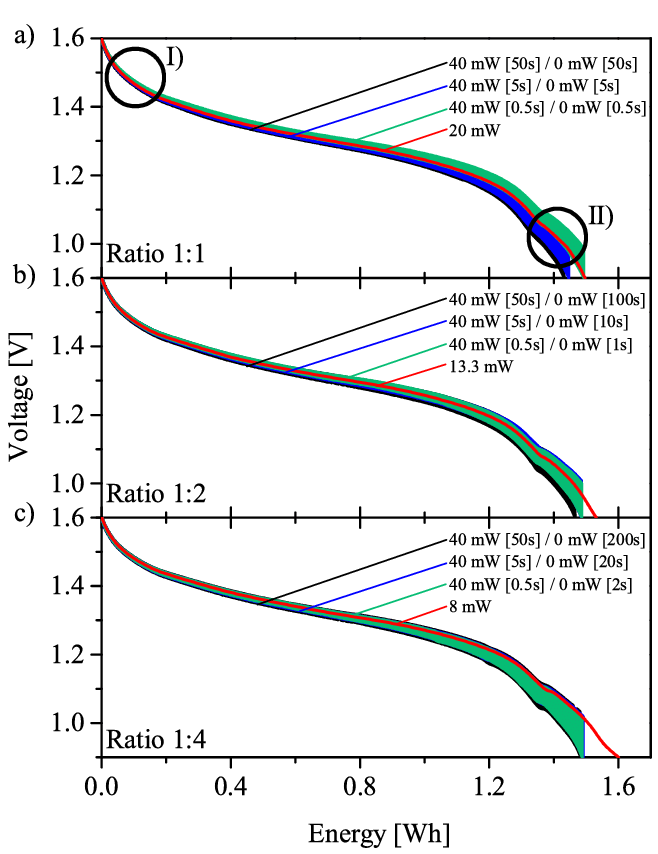 a)
1.6
I)
40 mW [50s] / 0 mW [50s]
40 mW [5s] / 0 mW [5s]
40 mW [0.5s] / 0 mW [0.5s]
20 mW
1.4
1.2
II)
1.0
Ratio 1:1
b)
1.6
40 mW [50s] / 0 mW [100s]
40 mW [5s] / 0 mW [10s]
40 mW [0.5s] / 0 mW [1s]
13.3 mW
1.4
Voltage [V]
1.2
1.0
Ratio 1:2
c)
1.6
40 mW [50s] / 0 mW [200s]
40 mW [5s] / 0 mW [20s]
40 mW [0.5s] / 0 mW [2s]
8 mW
1.4
1.2
1.0
Ratio 1:4
0.0 0.4 0.8 1.2 1.6
Energy [Wh]